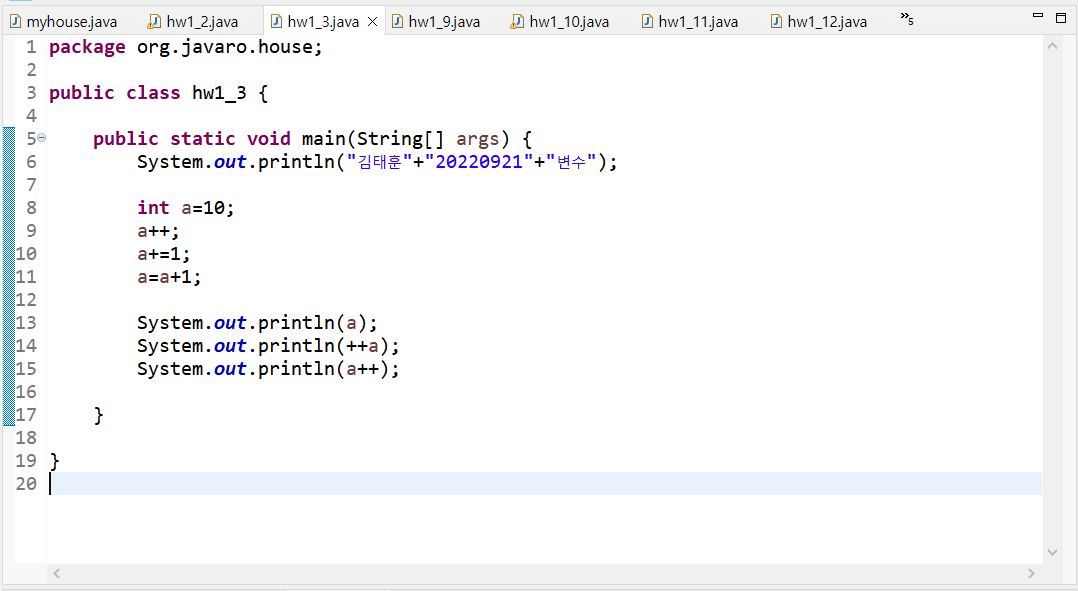 myhouse.java hw1_2.java hw1_3.java hw1_9.java hw1_10.java hw1_11.java hw1_12.java »5
1 package org.javaro.house;
2
3 public class hw1_3 {
4
5 public static void main(String[] args) {
6 System.out.println("김태훈"+"20220921"+"변수");
7
8 int a=10;
9 a++;
10 a+=1;
11 a=a+1;
12
13 System.out.println(a);
14 System.out.println(++a);
15 System.out.println(a++);
16
17 }
18
19 }
20